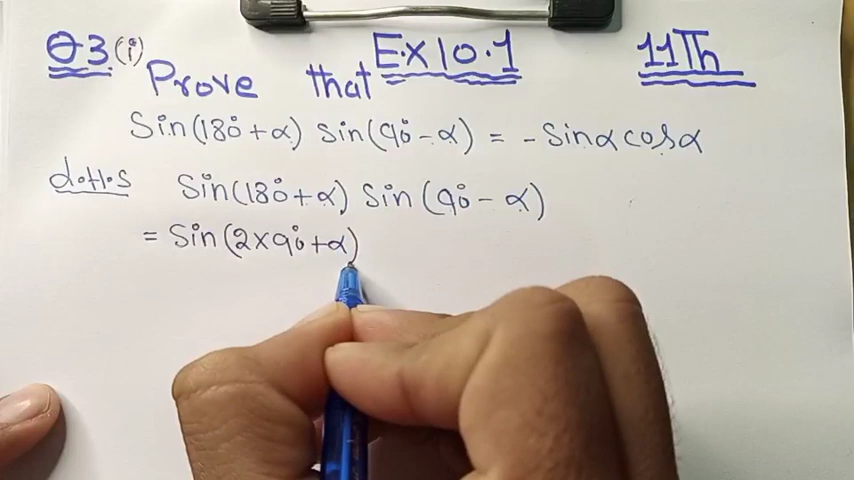 Q3(i) Ex 10.1 11Th
Prove that
Sin(180°+α) Sin(90°-α) = -Sinα cosα
L.H.S Sin(180°+α) Sin(90°-α)
= Sin(2×90°+α)